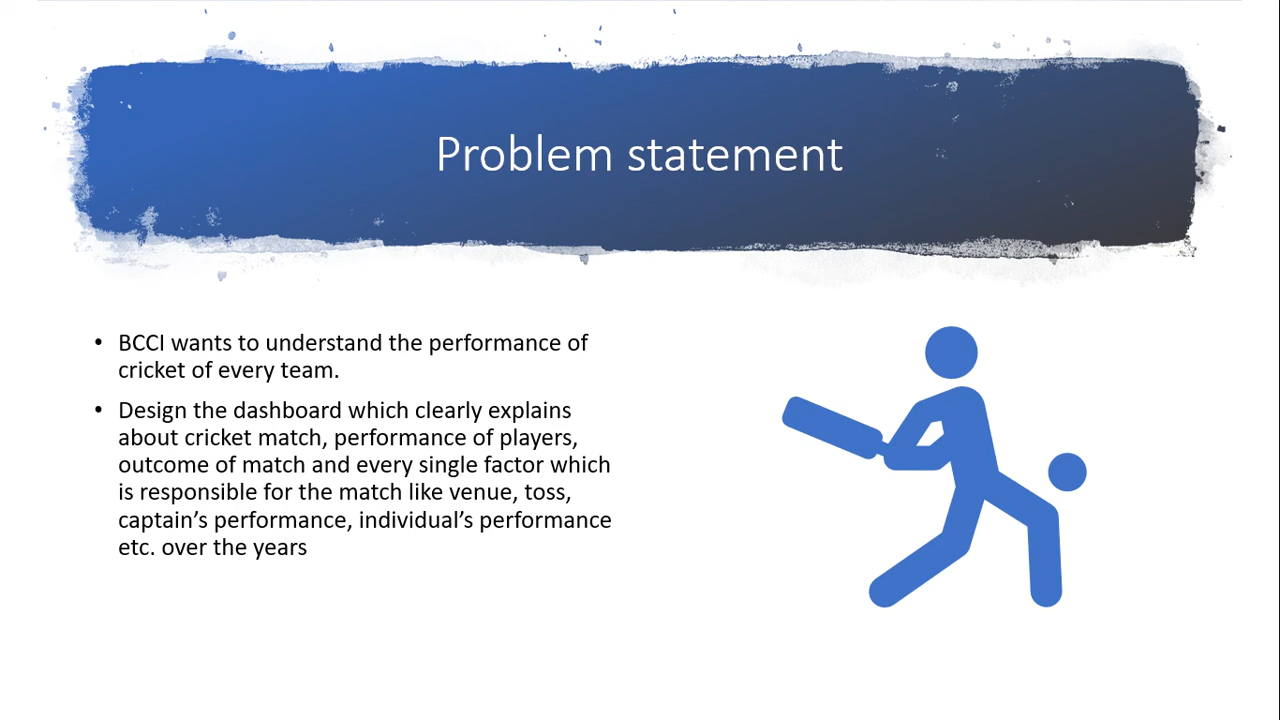 Problem statement
• BCCI wants to understand the performance of
cricket of every team.
• Design the dashboard which clearly explains
about cricket match, performance of players,
outcome of match and every single factor which
is responsible for the match like venue, toss,
captain’s performance, individual’s performance
etc. over the years